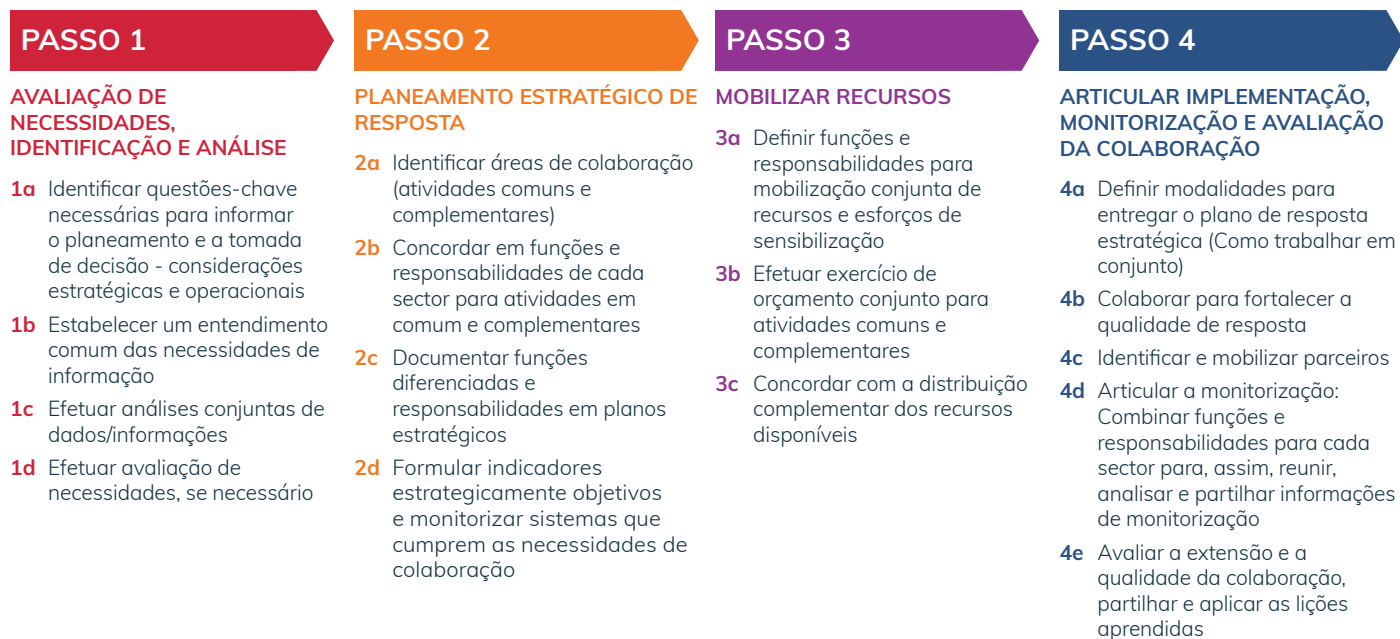 PASSO 1
AVALIAÇÃO DE
NECESSIDADES,
IDENTIFICAÇÃO E ANÁLISE
1a Identificar questões-chave
necessárias para informar
o planeamento e a tomada
de decisão - considerações
estratégicas e operacionais
1b Estabelecer um entendimento
comum das necessidades de
informação
1c Efetuar análises conjuntas de
dados/informações
1d Efetuar avaliação de
necessidades, se necessário
PASSO 2
PLANEAMENTO ESTRATÉGICO DE
RESPOSTA
2a Identificar áreas de colaboração
(atividades comuns e
complementares)
2b Concordar em funções e
responsabilidades de cada
sector para atividades em
comum e complementares
2c Documentar funções
diferenciadas e
responsabilidades em planos
estratégicos
2d Formular indicadores
estrategicamente objetivos
e monitorizar sistemas que
cumprem as necessidades de
colaboração
PASSO 3
MOBILIZAR RECURSOS
3a Definir funções e
responsabilidades para
mobilização conjunta de
recursos e esforços de
sensibilização
3b Efetuar exercício de
orçamento conjunto para
atividades comuns e
complementares
3c Concordar com a distribuição
complementar dos recursos
disponíveis
PASSO 4
ARTICULAR IMPLEMENTAÇÃO,
MONITORIZAÇÃO E AVALIAÇÃO
DA COLABORAÇÃO
4a Definir modalidades para
entregar o plano de resposta
estratégica (Como trabalhar em
conjunto)
4b Colaborar para fortalecer a
qualidade de resposta
4c Identificar e mobilizar parceiros
4d Articular a monitorização:
Combinar funções e
responsabilidades para cada
sector para, assim, reunir,
analisar e partilhar informações
de monitorização
4e Avaliar a extensão e a
qualidade da colaboração,
partilhar e aplicar as lições
aprendidas